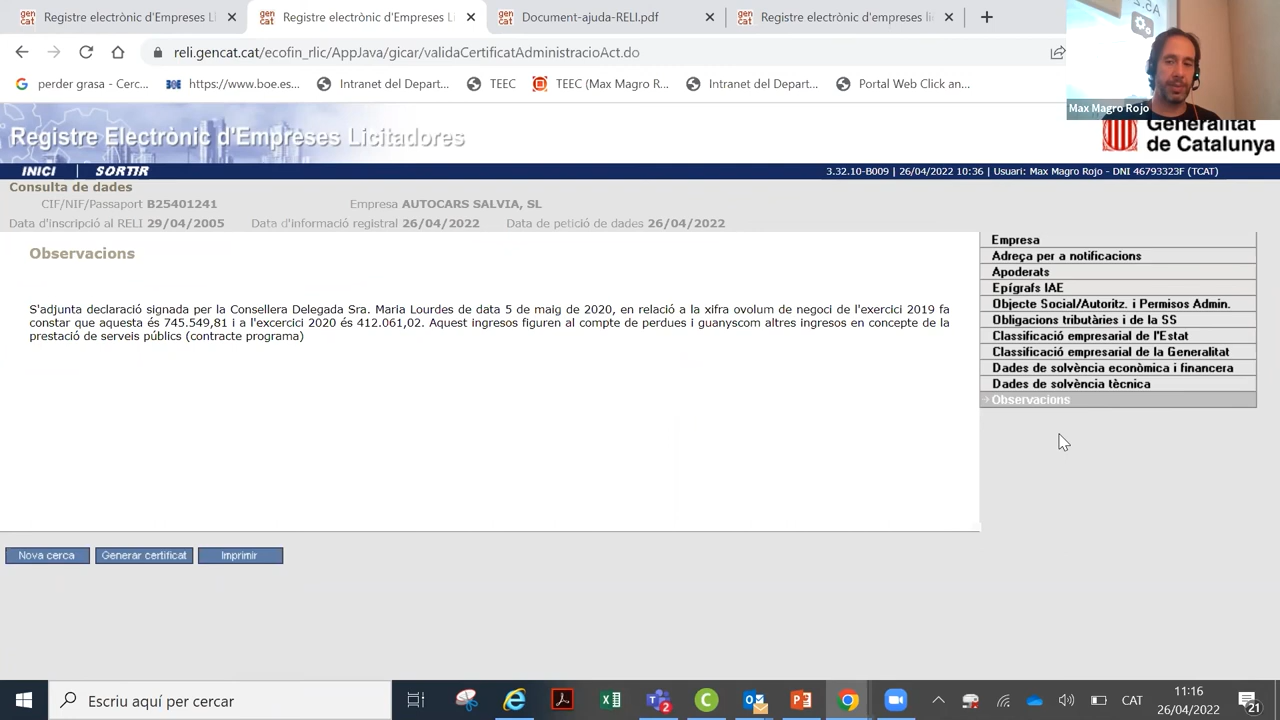 Registre electrònic d'Empreses Li
Registre electrònic d'Empreses Li
Document-ajuda-RELI.pdf
Registre electrònic d'empreses li
reli.gencat.cat/ecofin_rlic/AppJava/gicar/validaCertificatAdministracioAct.do
perder grasa - Cerc...
https://www.boe.es...
Intranet del Depart...
TEEC
TEEC (Max Magro R...
Intranet del Depart...
Portal Web Click an...
Max Magro Rojo
Registre Electrònic d'Empreses Licitadores
Generalitat
de Catalunya
INICI | SORTIR
3.32.10-B009 | 26/04/2022 10:36 | Usuari: Max Magro Rojo - DNI 46793323F (TCAT)
Consulta de dades
CIF/NIF/Passaport B25401241 Empresa AUTOCARS SALVIA, SL
Data d'inscripció al RELI 29/04/2005 Data d'informació registral 26/04/2022 Data de petició de dades 26/04/2022
Observacions
S'adjunta declaració signada per la Consellera Delegada Sra. Maria Lourdes de data 5 de maig de 2020, en relació a la xifra ovolum de negoci de l'exercici 2019 fa
constar que aquesta és 745.549,81 i a l'excercici 2020 és 412.061,02. Aquest ingresos figuren al compte de perdues i guanyscom altres ingresos en concepte de la
prestació de serveis públics (contracte programa)
Empresa
Adreça per a notificacions
Apoderats
Epígrafs IAE
Objecte Social/Autoritz. i Permisos Admin.
Obligacions tributàries i de la SS
Classificació empresarial de l'Estat
Classificació empresarial de la Generalitat
Dades de solvència econòmica i financera
Dades de solvència tècnica
Observacions
Nova cerca
Generar certificat
Imprimir
Escriu aquí per cercar
CAT
11:16
26/04/2022
21